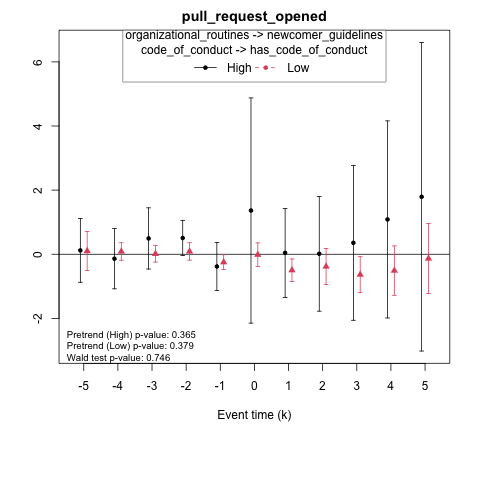 pull_request_opened
organizational_routines -> newcomer_guidelines
code_of_conduct -> has_code_of_conduct
High Low
6
4
2
0
-2
Pretrend (High) p-value: 0.365
Pretrend (Low) p-value: 0.379
Wald test p-value: 0.746
-5 -4 -3 -2 -1 0 1 2 3 4 5
Event time (k)